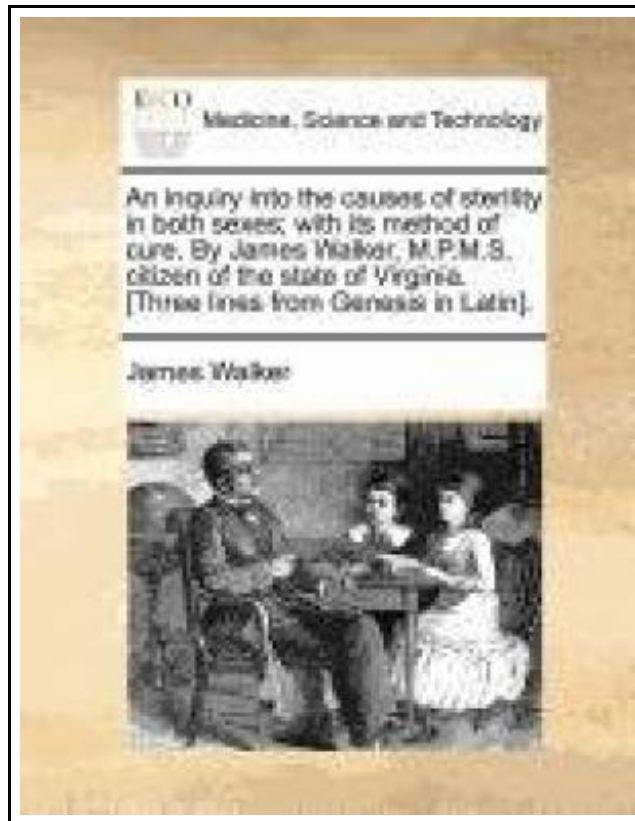 ECCO
Medicine, Science and Technology
An inquiry into the causes of sterility
in both sexes; with its method of
cure. By James Walker, M.P.M.S.
citizen of the state of Virginia.
[Three lines from Genesis in Latin].
James Walker